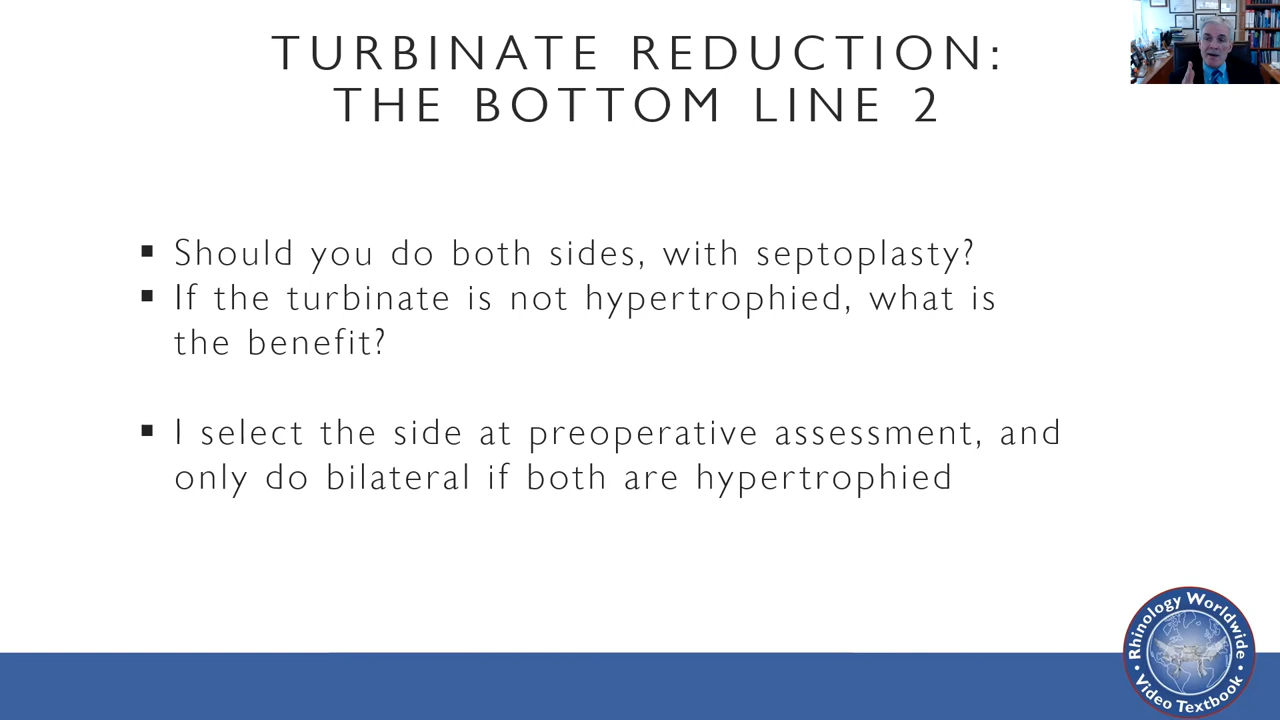 TURBINATE REDUCTION:
THE BOTTOM LINE 2
▪ Should you do both sides, with septoplasty?
▪ If the turbinate is not hypertrophied, what is
the benefit?
▪ I select the side at preoperative assessment, and
only do bilateral if both are hypertrophied
Rhinology Worldwide
• Video Textbook •